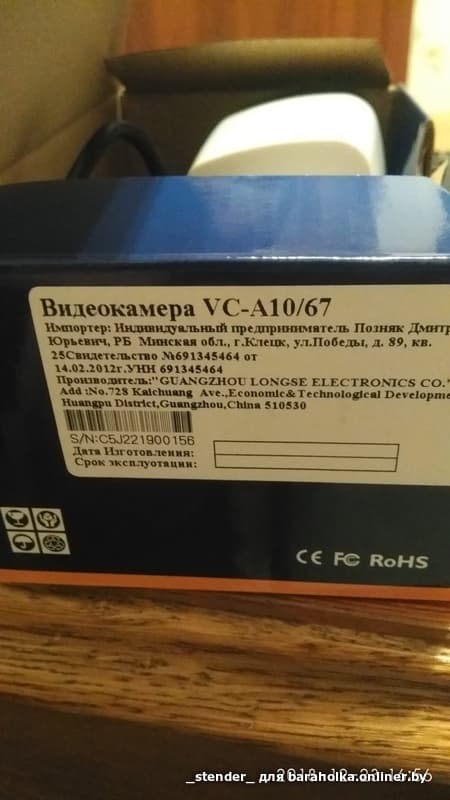 Видеокамера VC-A10/67
Импортер: Индивидуальный предприниматель Позняк
Юрьевич, РБ Минская обл., г.Клецк, ул.Победы, д. 89, кв.
25Свидетельство №691345464 от
14.02.2012г.УНН 691345464
Производитель:"GUANGZHOU LONGSE ELECTRONICS CO."
Add :No.728 Kaichuang Ave.,Economic&Technological
Huangpu District,Guangzhou,China 510530
S/N:C5J221900156
Дата Изготовления:
Срок эксплуатации:
CE FC RoHS
_stender_ для baraholka.onliner.by